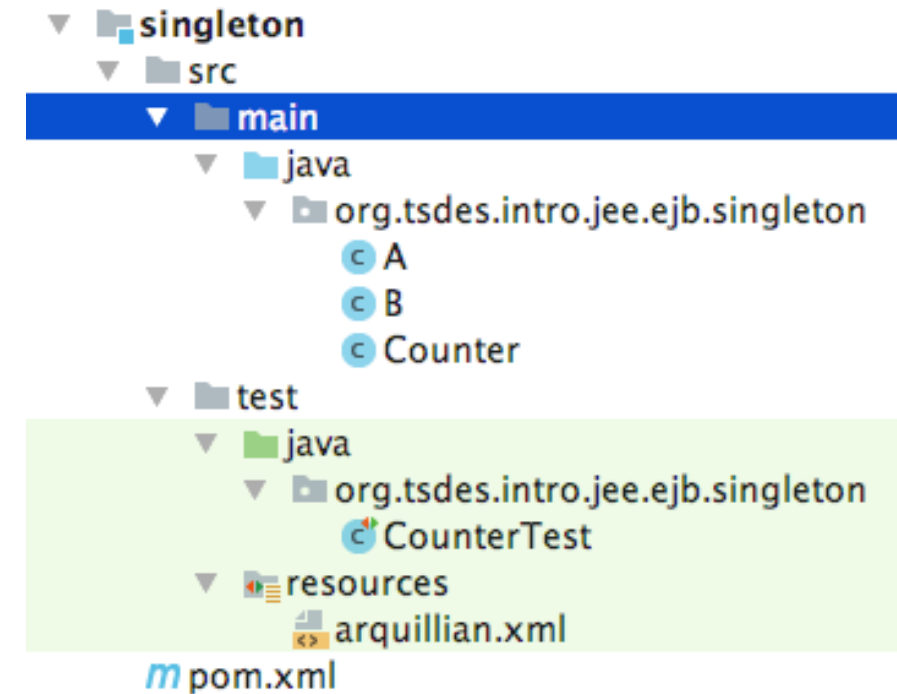 singleton
src
main
java
org.tsdes.intro.jee.ejb.singleton
C A
C B
C Counter
test
java
org.tsdes.intro.jee.ejb.singleton
C CounterTest
resources
<> arquillian.xml
m pom.xml